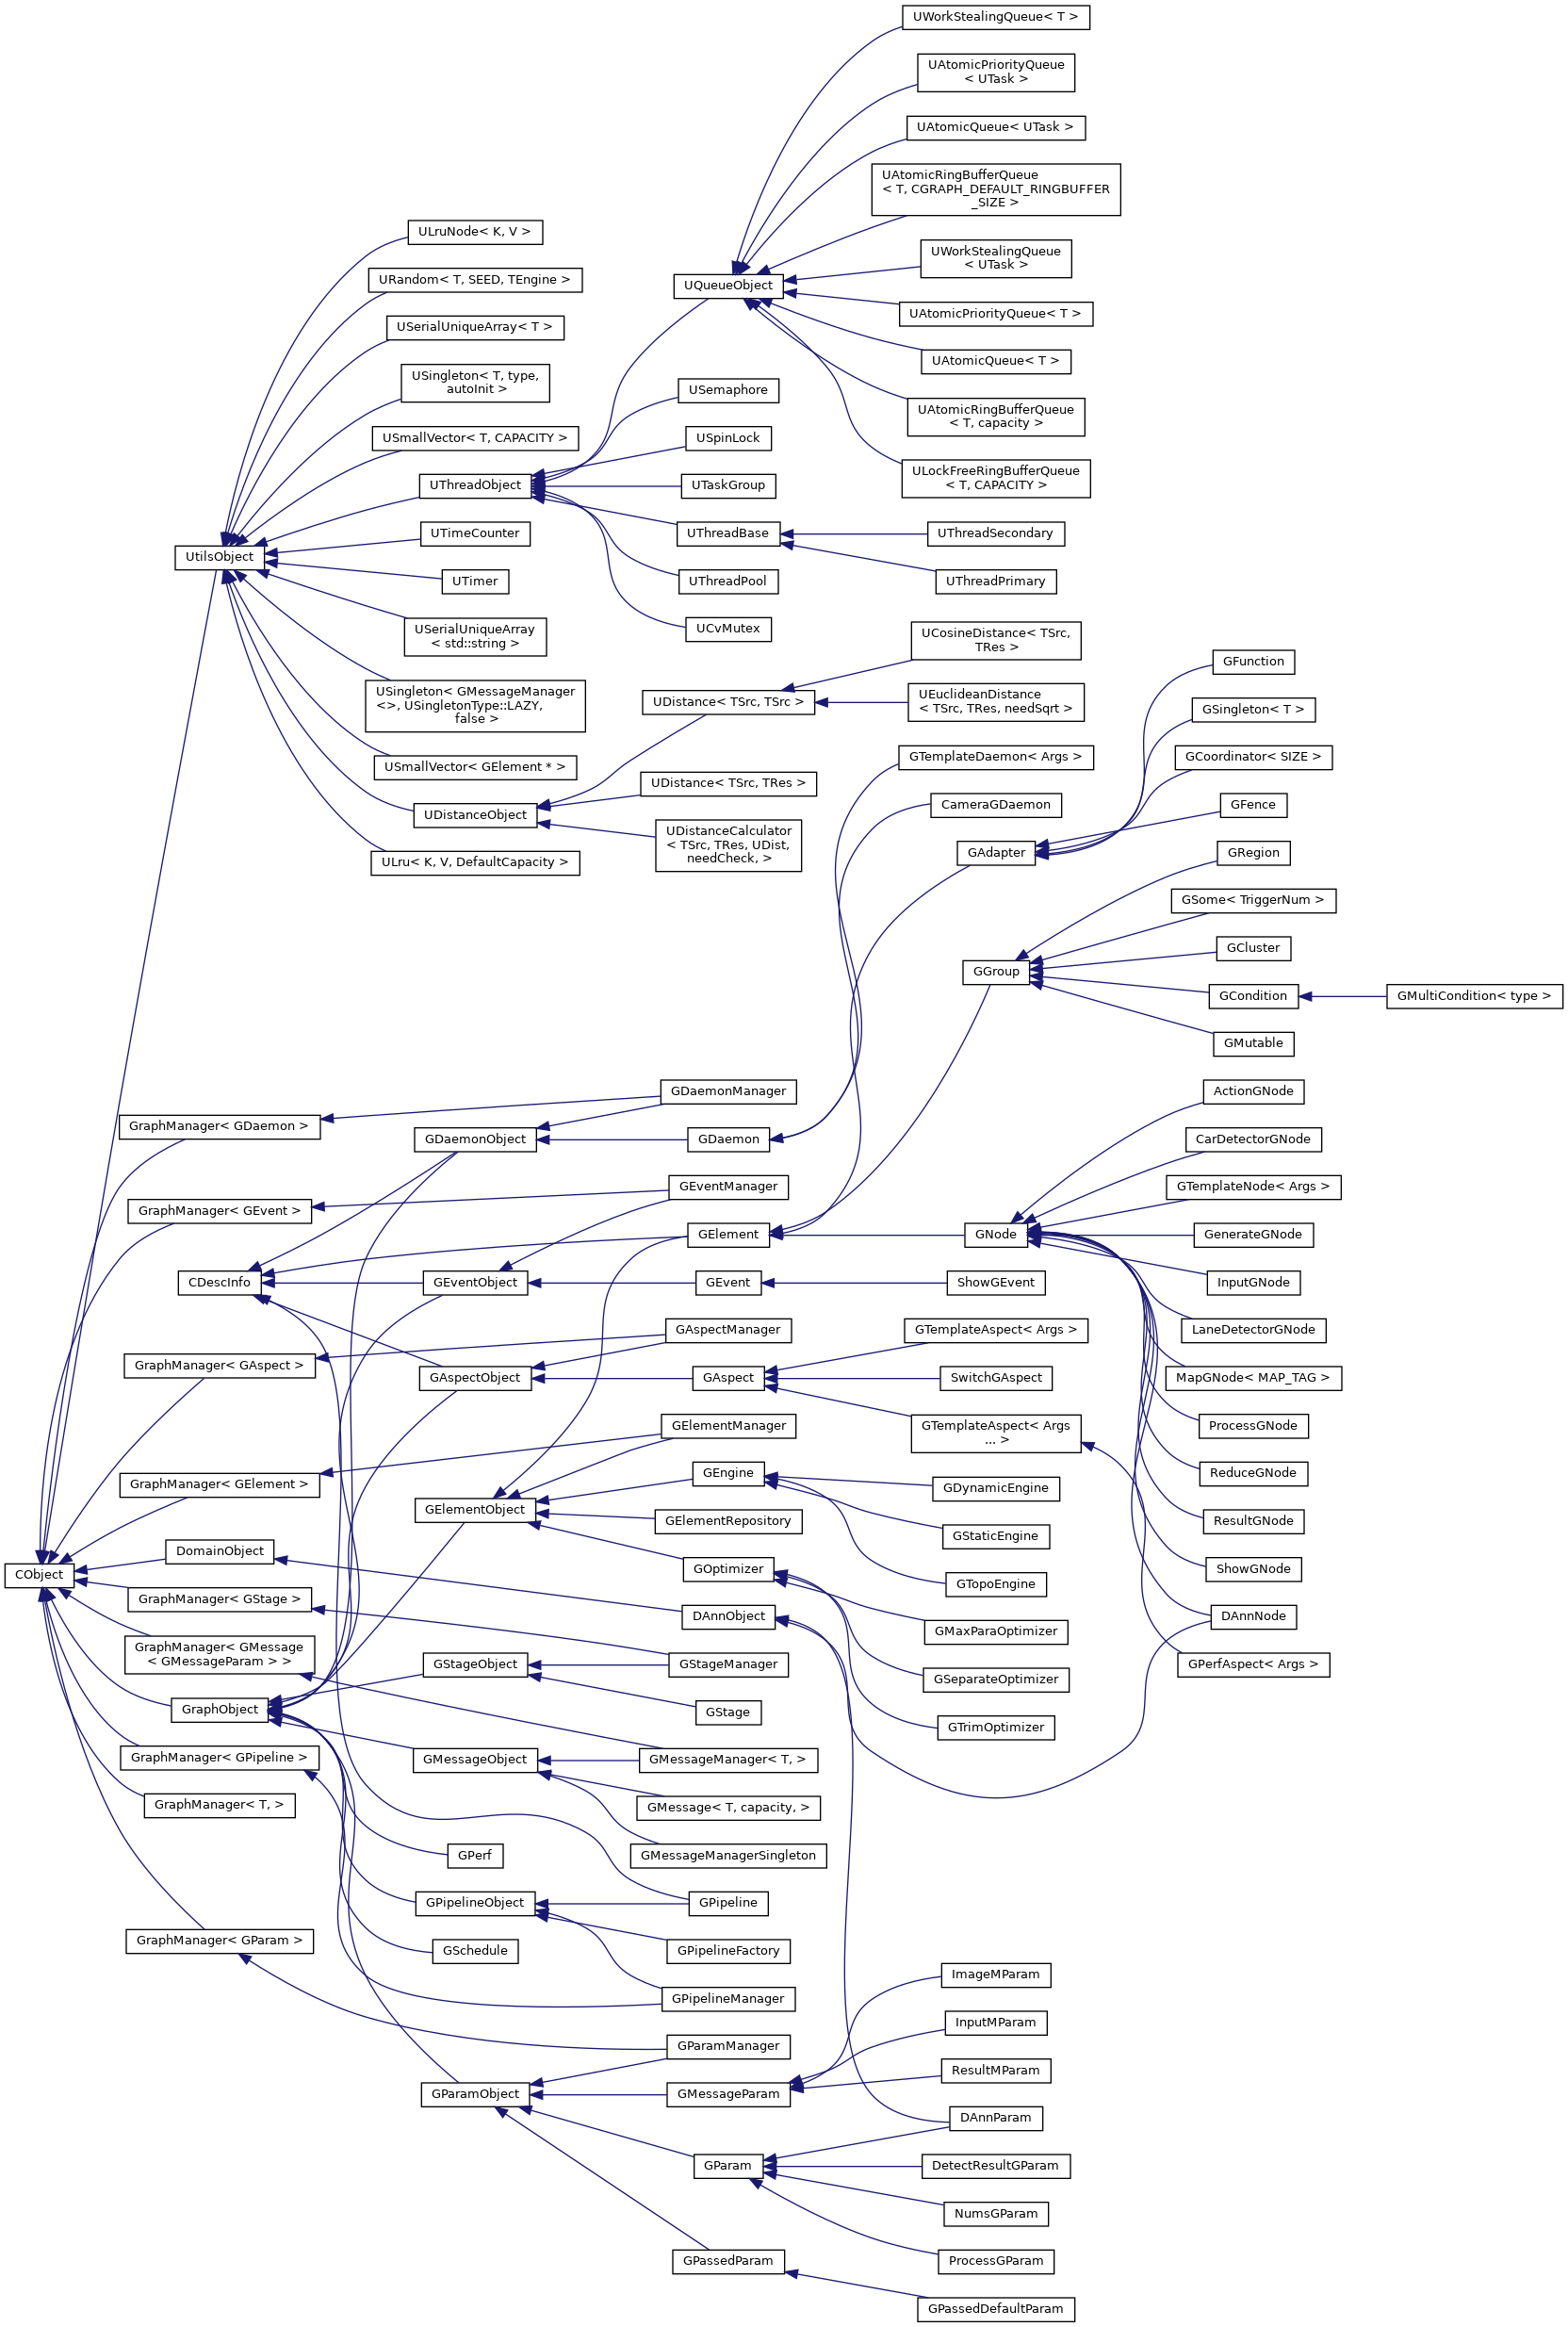 UWorkStealingQueue< T >
UAtomicPriorityQueue
< UTask >
UAtomicQueue< UTask >
UAtomicRingBufferQueue
< T, CGRAPH_DEFAULT_RINGBUFFER
_SIZE >
UWorkStealingQueue
< UTask >
UAtomicPriorityQueue< T >
UAtomicQueue< T >
UAtomicRingBufferQueue
< T, capacity >
ULockFreeRingBufferQueue
< T, CAPACITY >
UQueueObject
USemaphore
USpinLock
UTaskGroup
UThreadBase
UThreadPool
UCvMutex
UThreadSecondary
UThreadPrimary
ULruNode< K, V >
URandom< T, SEED, TEngine >
USerialUniqueArray< T >
USingleton< T, type,
autoInit >
USmallVector< T, CAPACITY >
UThreadObject
UTimeCounter
UTimer
USerialUniqueArray
< std::string >
USingleton< GMessageManager
<>, USingletonType::LAZY,
false >
USmallVector< GElement * >
UDistanceObject
ULru< K, V, DefaultCapacity >
UtilsObject
UDistance< TSrc, TSrc >
UDistance< TSrc, TRes >
UDistanceCalculator
< TSrc, TRes, UDist,
needCheck, >
UCosineDistance< TSrc,
TRes >
UEuclideanDistance
< TSrc, TRes, needSqrt >
GTemplateDaemon< Args >
CameraGDaemon
GAdapter
GFunction
GSingleton< T >
GCoordinator< SIZE >
GFence
GGroup
GRegion
GSome< TriggerNum >
GCluster
GCondition
GMutable
GMultiCondition< type >
GraphManager< GDaemon >
GDaemonObject
GDaemonManager
GDaemon
GraphManager< GEvent >
GEventManager
CDescInfo
GEventObject
GElement
GEvent
ShowGEvent
GNode
ActionGNode
CarDetectorGNode
GTemplateNode< Args >
GenerateGNode
InputGNode
LaneDetectorGNode
MapGNode< MAP_TAG >
ProcessGNode
ReduceGNode
ResultGNode
ShowGNode
DAnnNode
GPerfAspect< Args >
GraphManager< GAspect >
GAspectObject
GAspectManager
GAspect
GTemplateAspect< Args >
SwitchGAspect
GTemplateAspect< Args
... >
GraphManager< GElement >
GElementObject
GElementManager
GEngine
GElementRepository
GOptimizer
GDynamicEngine
GStaticEngine
GTopoEngine
GMaxParaOptimizer
GSeparateOptimizer
GTrimOptimizer
CObject
DomainObject
DAnnObject
GraphManager< GStage >
GraphManager< GMessage
< GMessageParam > >
GraphObject
GraphManager< GPipeline >
GraphManager< T, >
GraphManager< GParam >
GStageObject
GStageManager
GStage
GMessageObject
GMessageManager< T, >
GMessage< T, capacity, >
GMessageManagerSingleton
GPerf
GPipelineObject
GSchedule
GPipeline
GPipelineFactory
GPipelineManager
GParamManager
GParamObject
GMessageParam
GParam
GPassedParam
ImageMParam
InputMParam
ResultMParam
DAnnParam
DetectResultGParam
NumsGParam
ProcessGParam
GPassedDefaultParam